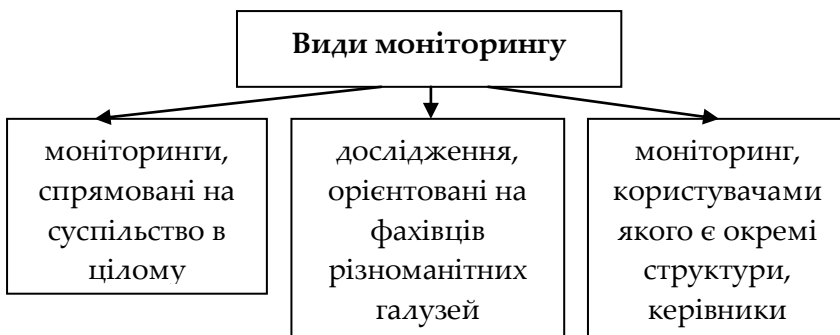 Види моніторингу
моніторинги,
спрямовані на
суспільство в
цілому
дослідження,
орієнтовані на
фахівців
різноманітних
галузей
моніторинг,
користувачами
якого є окремі
структури,
керівники